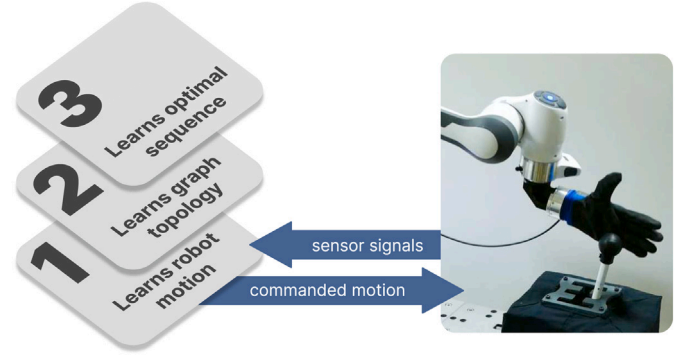 3
Learns optimal
sequence
2
Learns graph
topology
1
Learns robot
motion
sensor signals
commanded motion